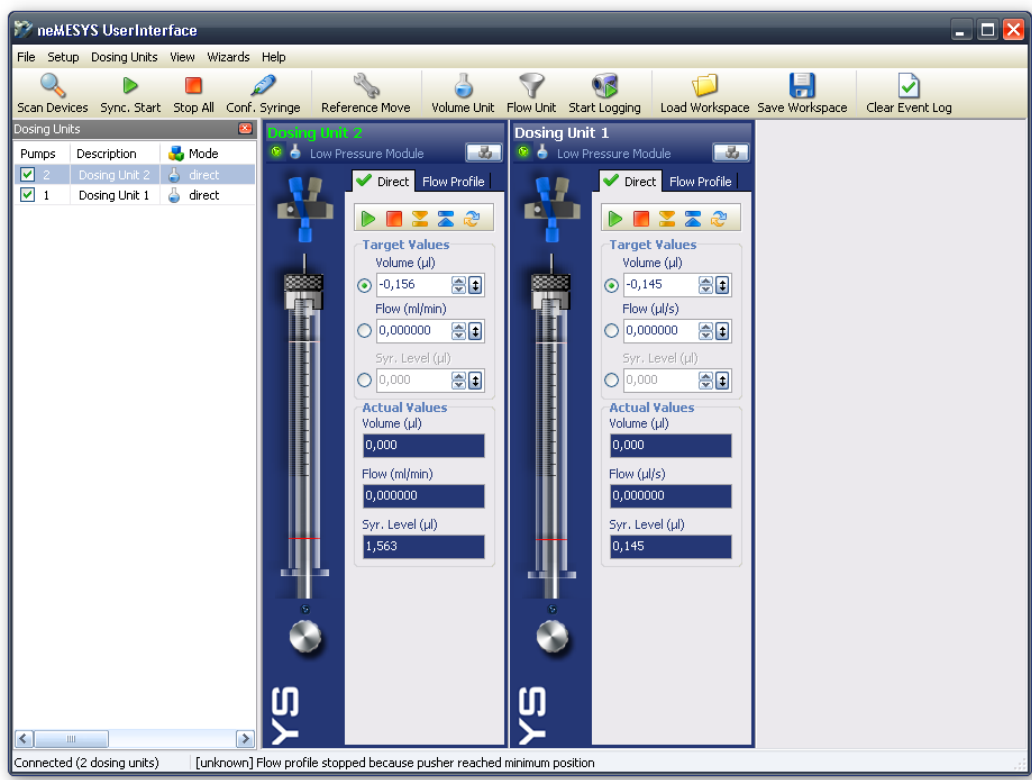 neMESYS UserInterface
File Setup Dosing Units View Wizards Help
Scan Devices Sync. Start Stop All Conf. Syringe Reference Move Volume Unit Flow Unit Start Logging Load Workspace Save Workspace Clear Event Log
Dosing Units
Pumps Description Mode
2 Dosing Unit 2 direct
1 Dosing Unit 1 direct
Dosing Unit 2
Low Pressure Module
Direct Flow Profile
Target Values
Volume (µl)
-0,156
Flow (ml/min)
0,000000
Syr. Level (µl)
0,000
Actual Values
Volume (µl)
0,000
Flow (ml/min)
0,000000
Syr. Level (µl)
1,563
YS
Dosing Unit 1
Low Pressure Module
Direct Flow Profile
Target Values
Volume (µl)
-0,145
Flow (µl/s)
0,000000
Syr. Level (µl)
0,000
Actual Values
Volume (µl)
0,000
Flow (µl/s)
0,000000
Syr. Level (µl)
0,145
YS
Connected (2 dosing units) [unknown] Flow profile stopped because pusher reached minimum position